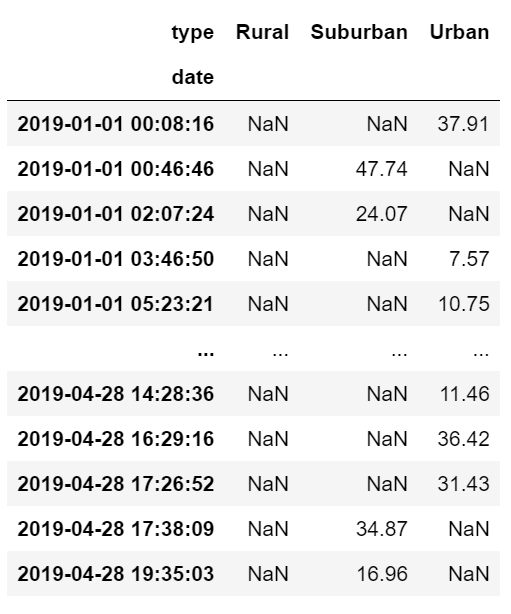 type Rural Suburban Urban
date
2019-01-01 00:08:16 NaN NaN 37.91
2019-01-01 00:46:46 NaN 47.74 NaN
2019-01-01 02:07:24 NaN 24.07 NaN
2019-01-01 03:46:50 NaN NaN 7.57
2019-01-01 05:23:21 NaN NaN 10.75
... ... ... ...
2019-04-28 14:28:36 NaN NaN 11.46
2019-04-28 16:29:16 NaN NaN 36.42
2019-04-28 17:26:52 NaN NaN 31.43
2019-04-28 17:38:09 NaN 34.87 NaN
2019-04-28 19:35:03 NaN 16.96 NaN